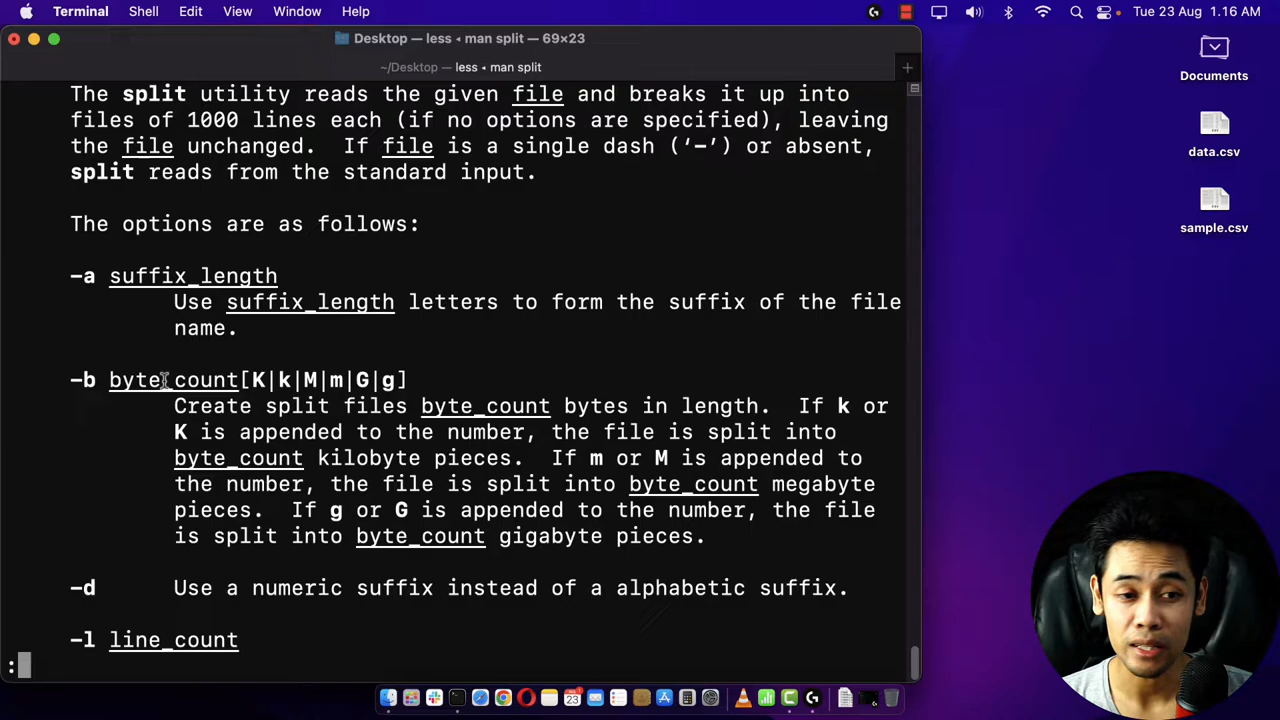 Terminal Shell Edit View Window Help Tue 23 Aug 1.16 AM
Desktop — less ◂ man split — 69×23
~/Desktop — less ◂ man split +
The split utility reads the given file and breaks it up into
files of 1000 lines each (if no options are specified), leaving
the file unchanged. If file is a single dash (‘-’) or absent,
split reads from the standard input.
The options are as follows:
-a suffix_length
Use suffix_length letters to form the suffix of the file
name.
-b byte_count[K|k|M|m|G|g]
Create split files byte_count bytes in length. If k or
K is appended to the number, the file is split into
byte_count kilobyte pieces. If m or M is appended to
the number, the file is split into byte_count megabyte
pieces. If g or G is appended to the number, the file
is split into byte_count gigabyte pieces.
-d Use a numeric suffix instead of a alphabetic suffix.
-l line_count
:
Documents
data.csv
sample.csv
23